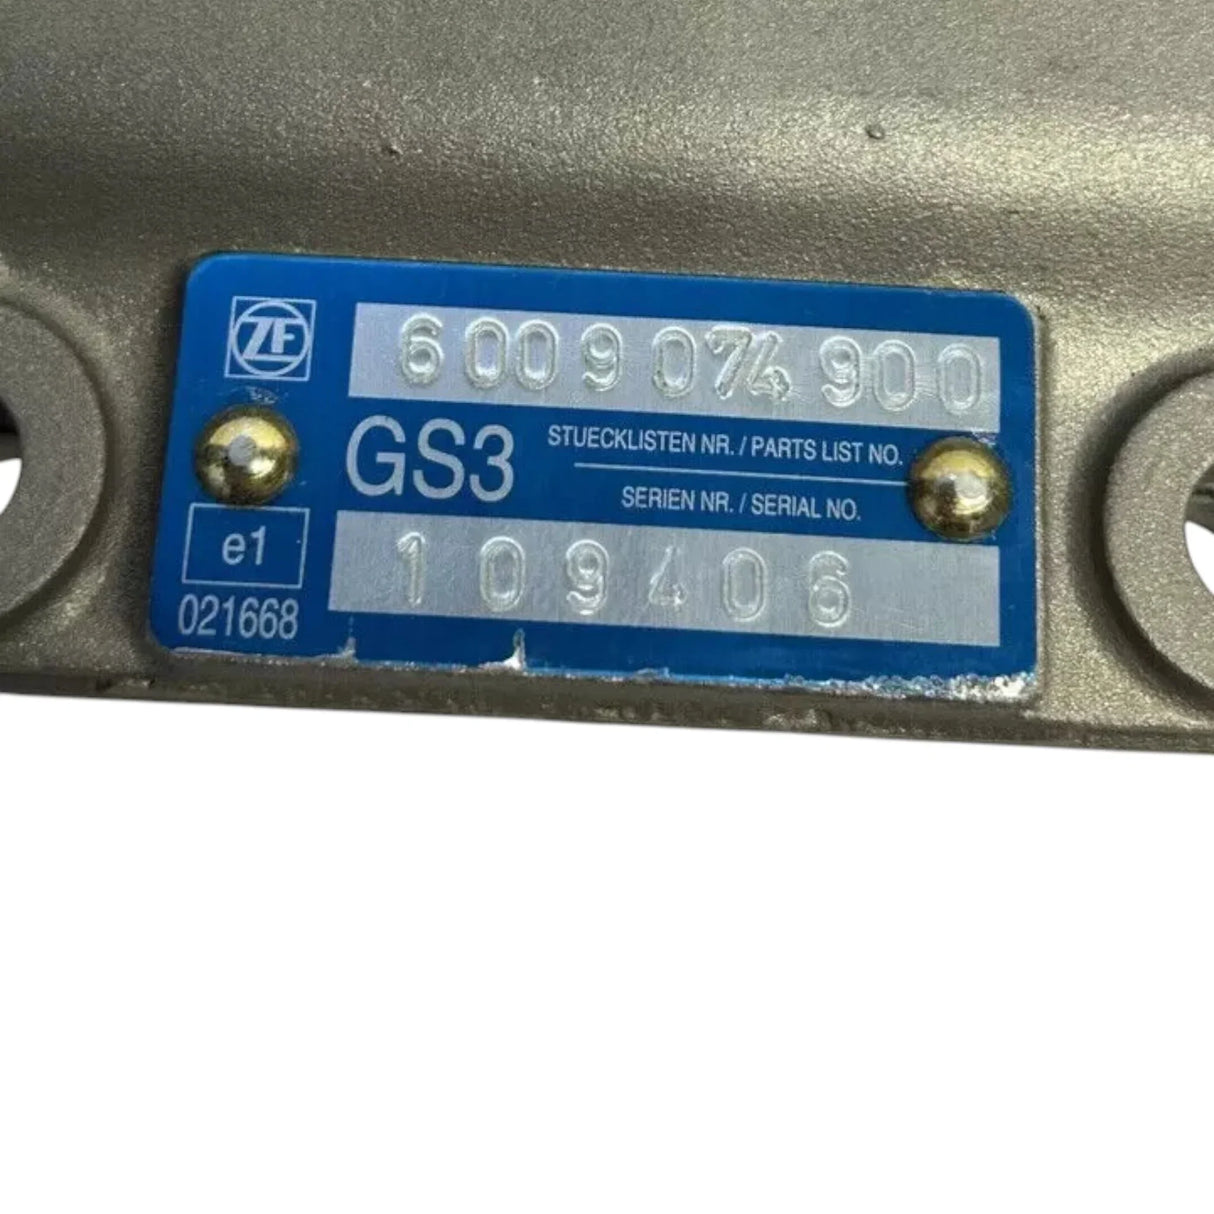 ZF
6009074900
GS3
STUECKLISTEN NR. / PARTS LIST NO.
SERIEN NR. / SERIAL NO.
e1
109406
021668